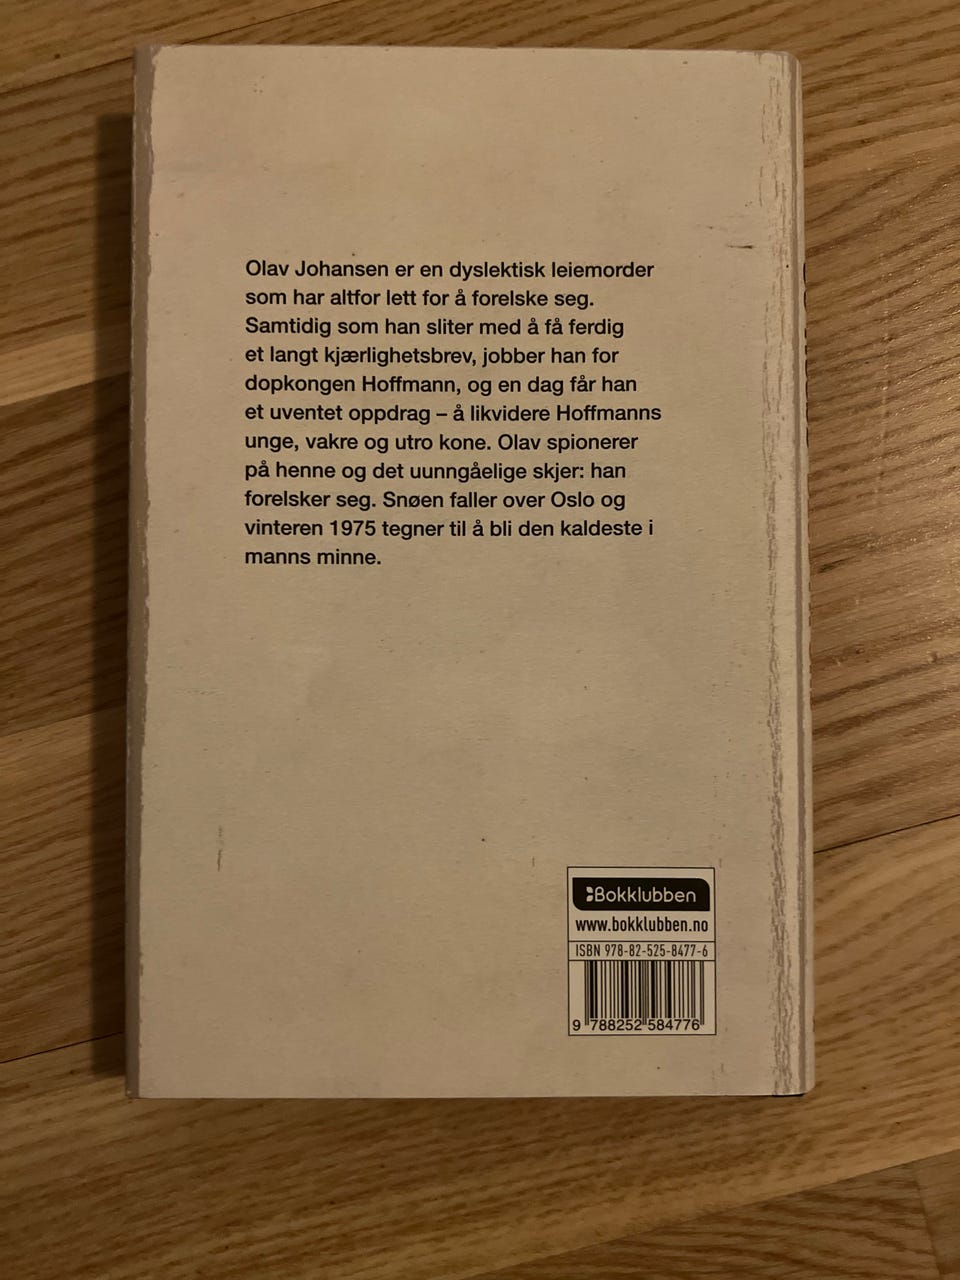 Olav Johansen er en dyslektisk leiemorder
som har altfor lett for å forelske seg.
Samtidig som han sliter med å få ferdig
et langt kjærlighetsbrev, jobber han for
dopkongen Hoffmann, og en dag får han
et uventet oppdrag – å likvidere Hoffmanns
unge, vakre og utro kone. Olav spionerer
på henne og det uunngåelige skjer: han
forelsker seg. Snøen faller over Oslo og
vinteren 1975 tegner til å bli den kaldeste i
manns minne.
Bokklubben
www.bokklubben.no
ISBN 978-82-525-8477-6
9 788252 584776